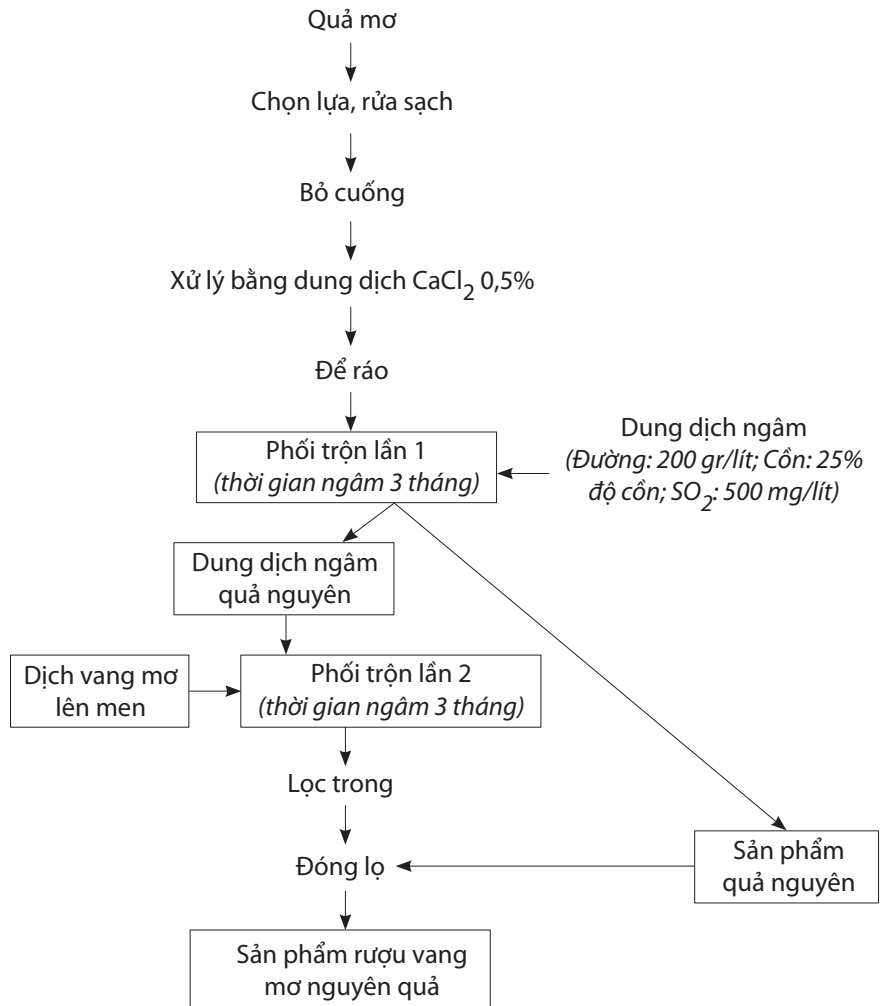 Quả mơ
Chọn lựa, rửa sạch
Bỏ cuống
Xử lý bằng dung dịch CaCl2 0,5%
Để ráo
Phối trộn lần 1
(thời gian ngâm 3 tháng)
Dung dịch ngâm
(Đường: 200 gr/lít; Cồn: 25%
độ cồn; SO2: 500 mg/lít)
Dung dịch ngâm
quả nguyên
Dịch vang mơ
lên men
Phối trộn lần 2
(thời gian ngâm 3 tháng)
Lọc trong
Đóng lọ
Sản phẩm
quả nguyên
Sản phẩm rượu vang
mơ nguyên quả